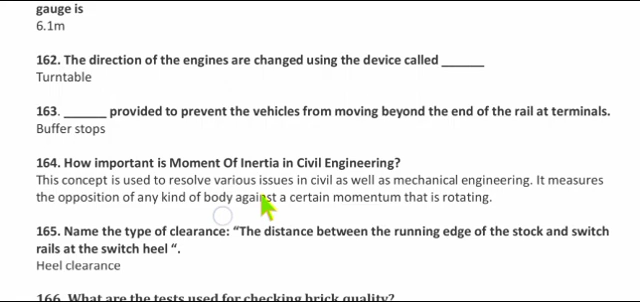 gauge is
6.1m
162. The direction of the engines are changed using the device called ______
Turntable
163. ______ provided to prevent the vehicles from moving beyond the end of the rail at terminals.
Buffer stops
164. How important is Moment Of Inertia in Civil Engineering?
This concept is used to resolve various issues in civil as well as mechanical engineering. It measures
the opposition of any kind of body against a certain momentum that is rotating.
165. Name the type of clearance: “The distance between the running edge of the stock and switch
rails at the switch heel “.
Heel clearance
166. What are the tests used for checking brick quality?